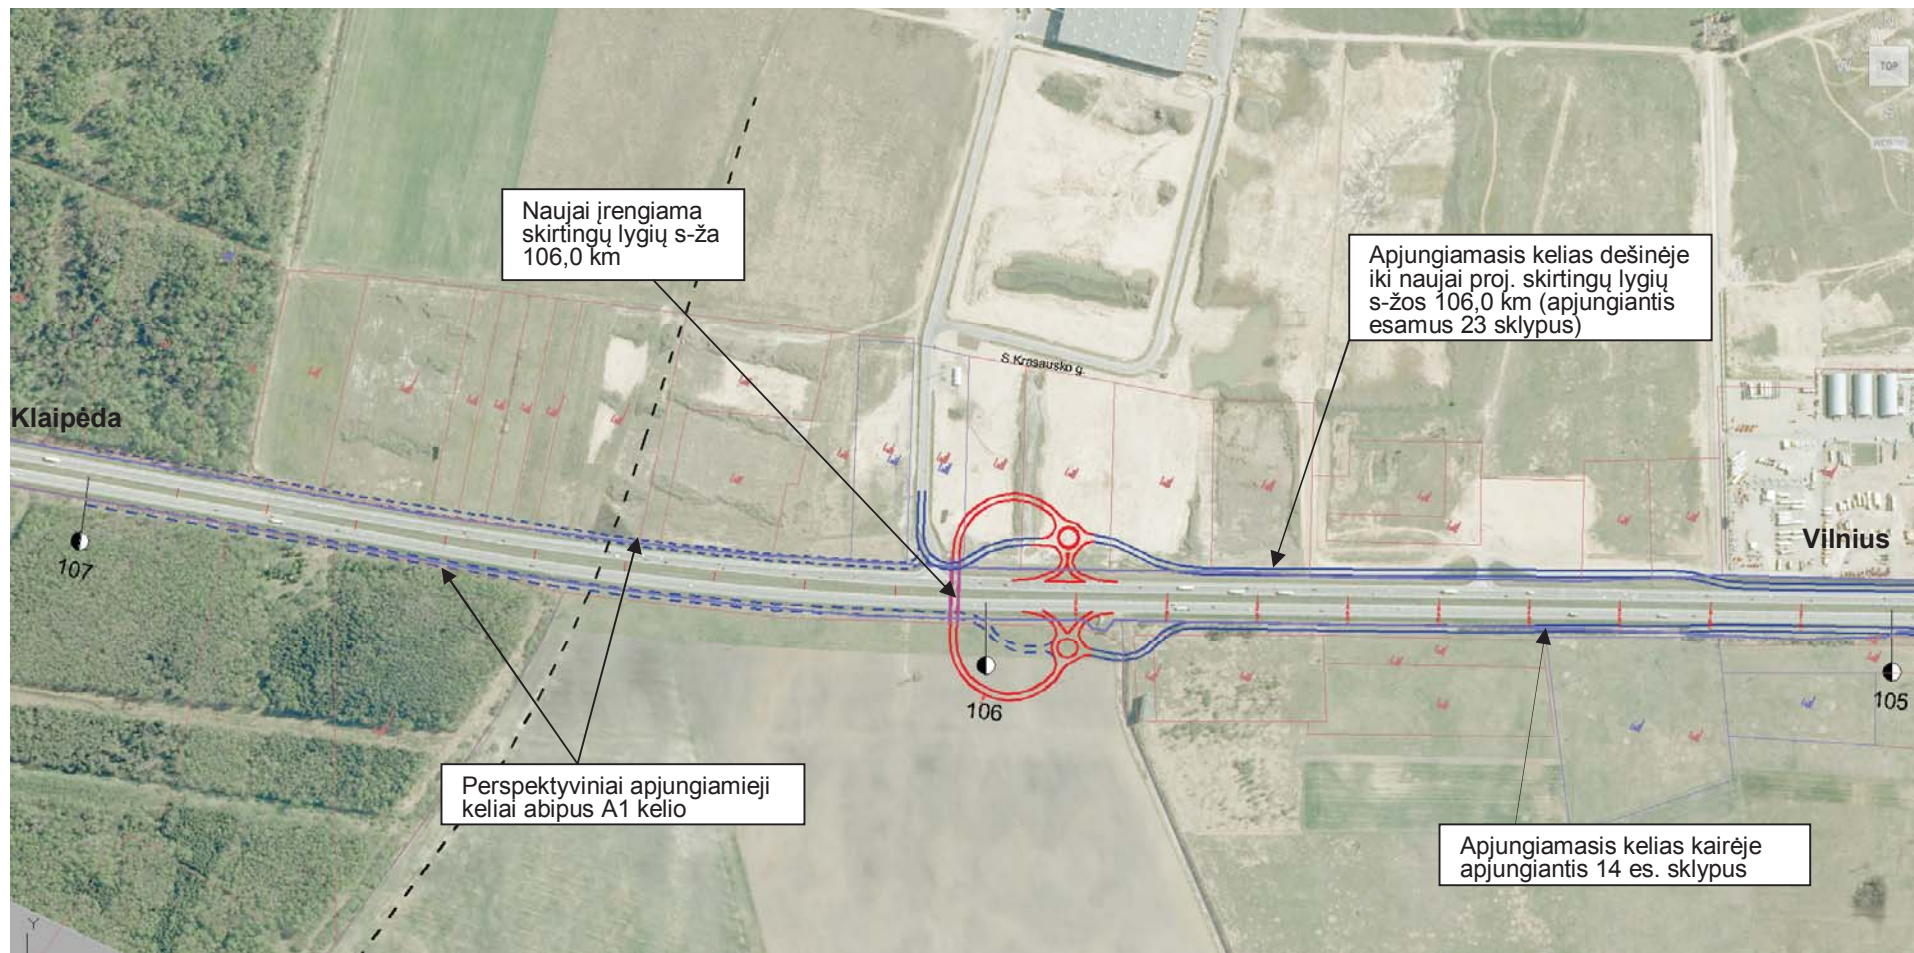 TOP
Naujai įrengiama
skirtingų lygių s-ža
106,0 km
Apjungiamasis kelias dešinėje
iki naujai proj. skirtingų lygių
s-žos 106,0 km (apjungiantis
esamus 23 sklypus)
S.Krasausko g.
Klaipėda
Vilnius
107
106
105
Perspektyviniai apjungiamieji
keliai abipus A1 kelio
Apjungiamasis kelias kairėje
apjungiantis 14 es. sklypus
Y